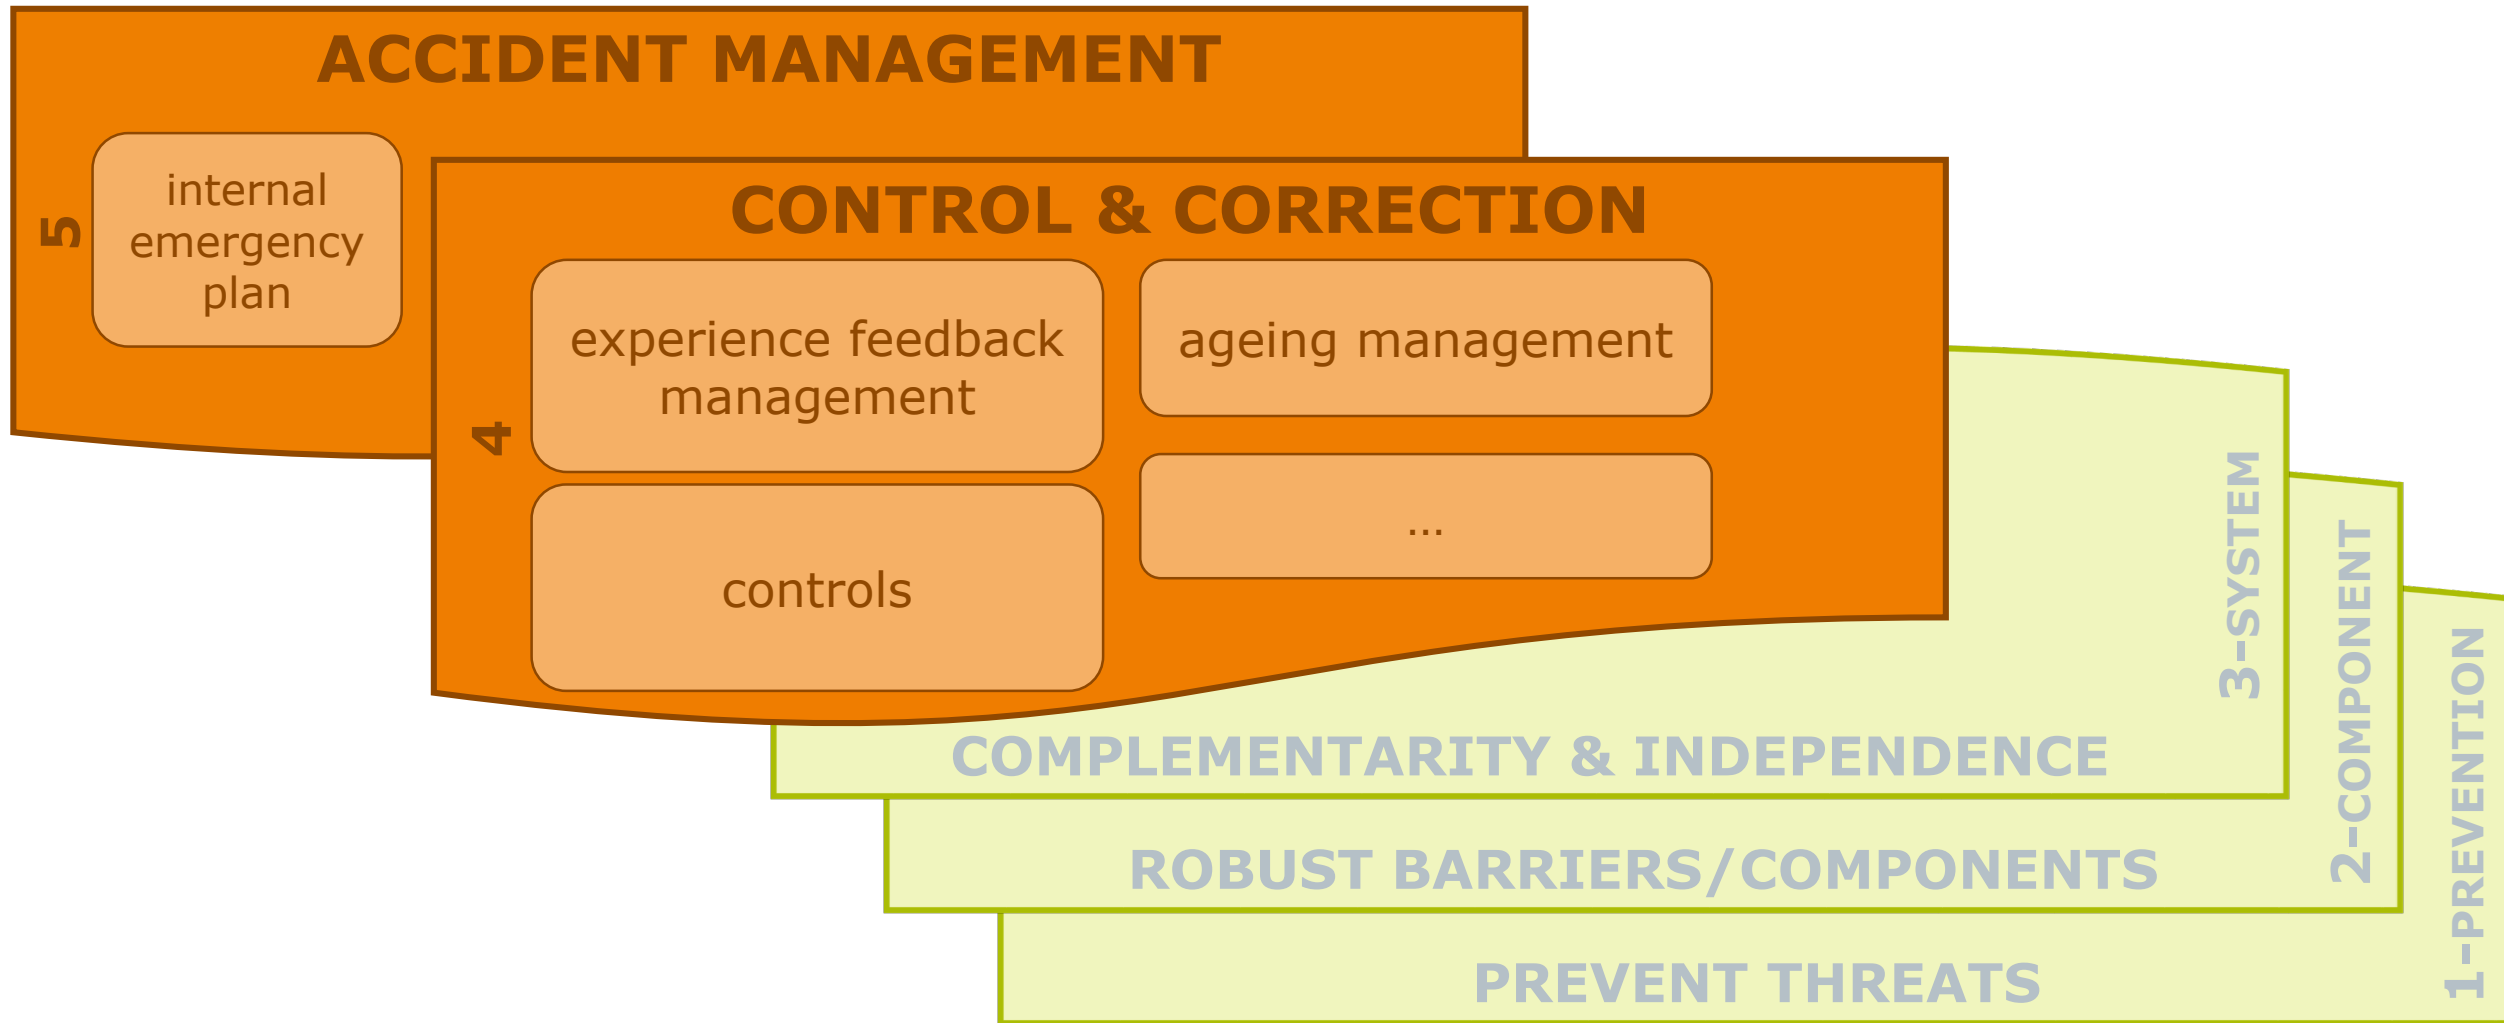 ACCIDENT MANAGEMENT
5
internal
emergency
plan
CONTROL & CORRECTION
4
experience feedback
management
ageing management
controls
...
3-SYSTEM
COMPLEMENTARITY & INDEPENDENCE
2-COMPONENT
ROBUST BARRIERS/COMPONENTS
1-PREVENTION
PREVENT THREATS